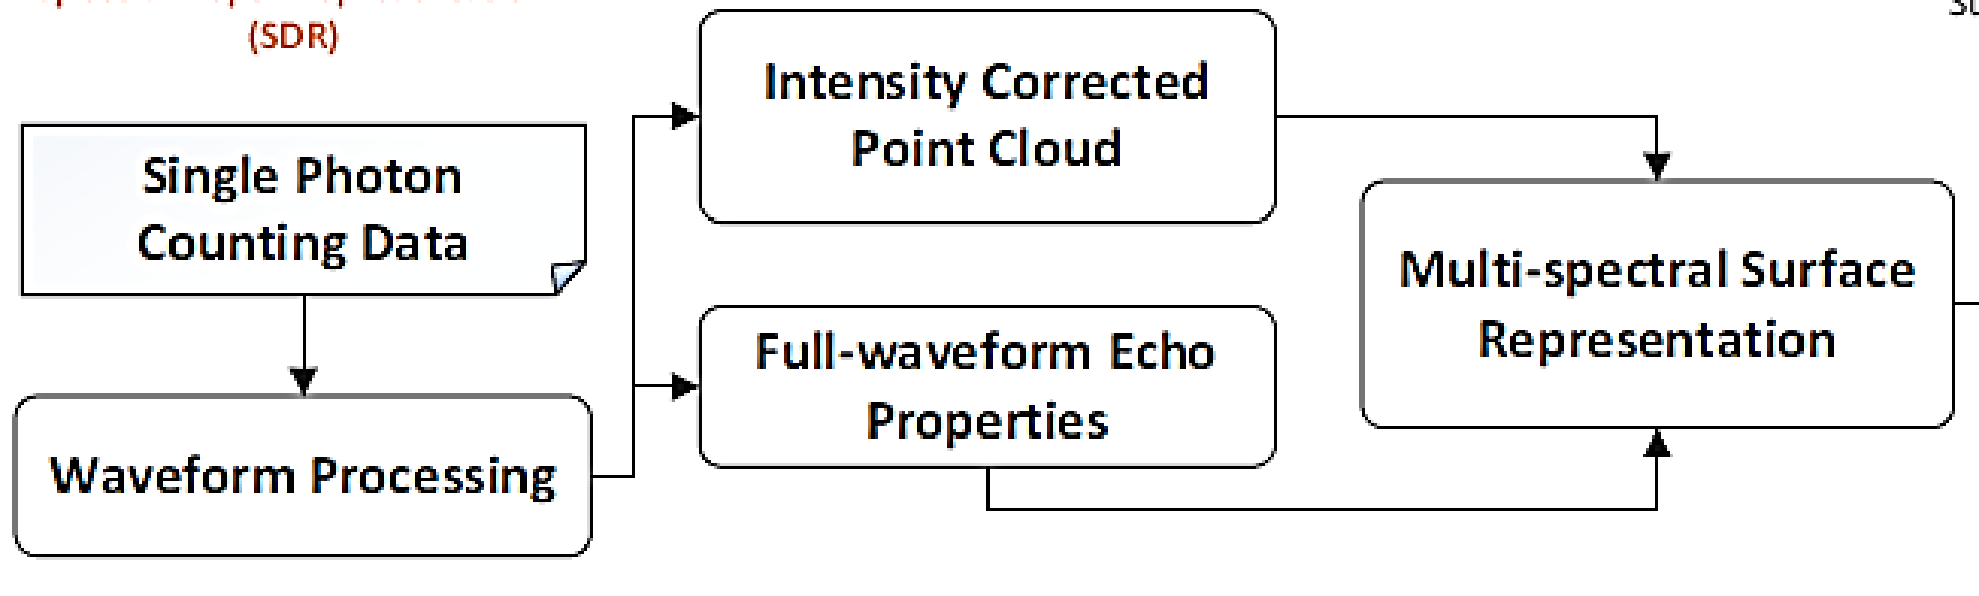 (SDR)
Single Photon
Counting Data
Waveform Processing
Intensity Corrected
Point Cloud
Full-waveform Echo
Properties
Multi-spectral Surface
Representation